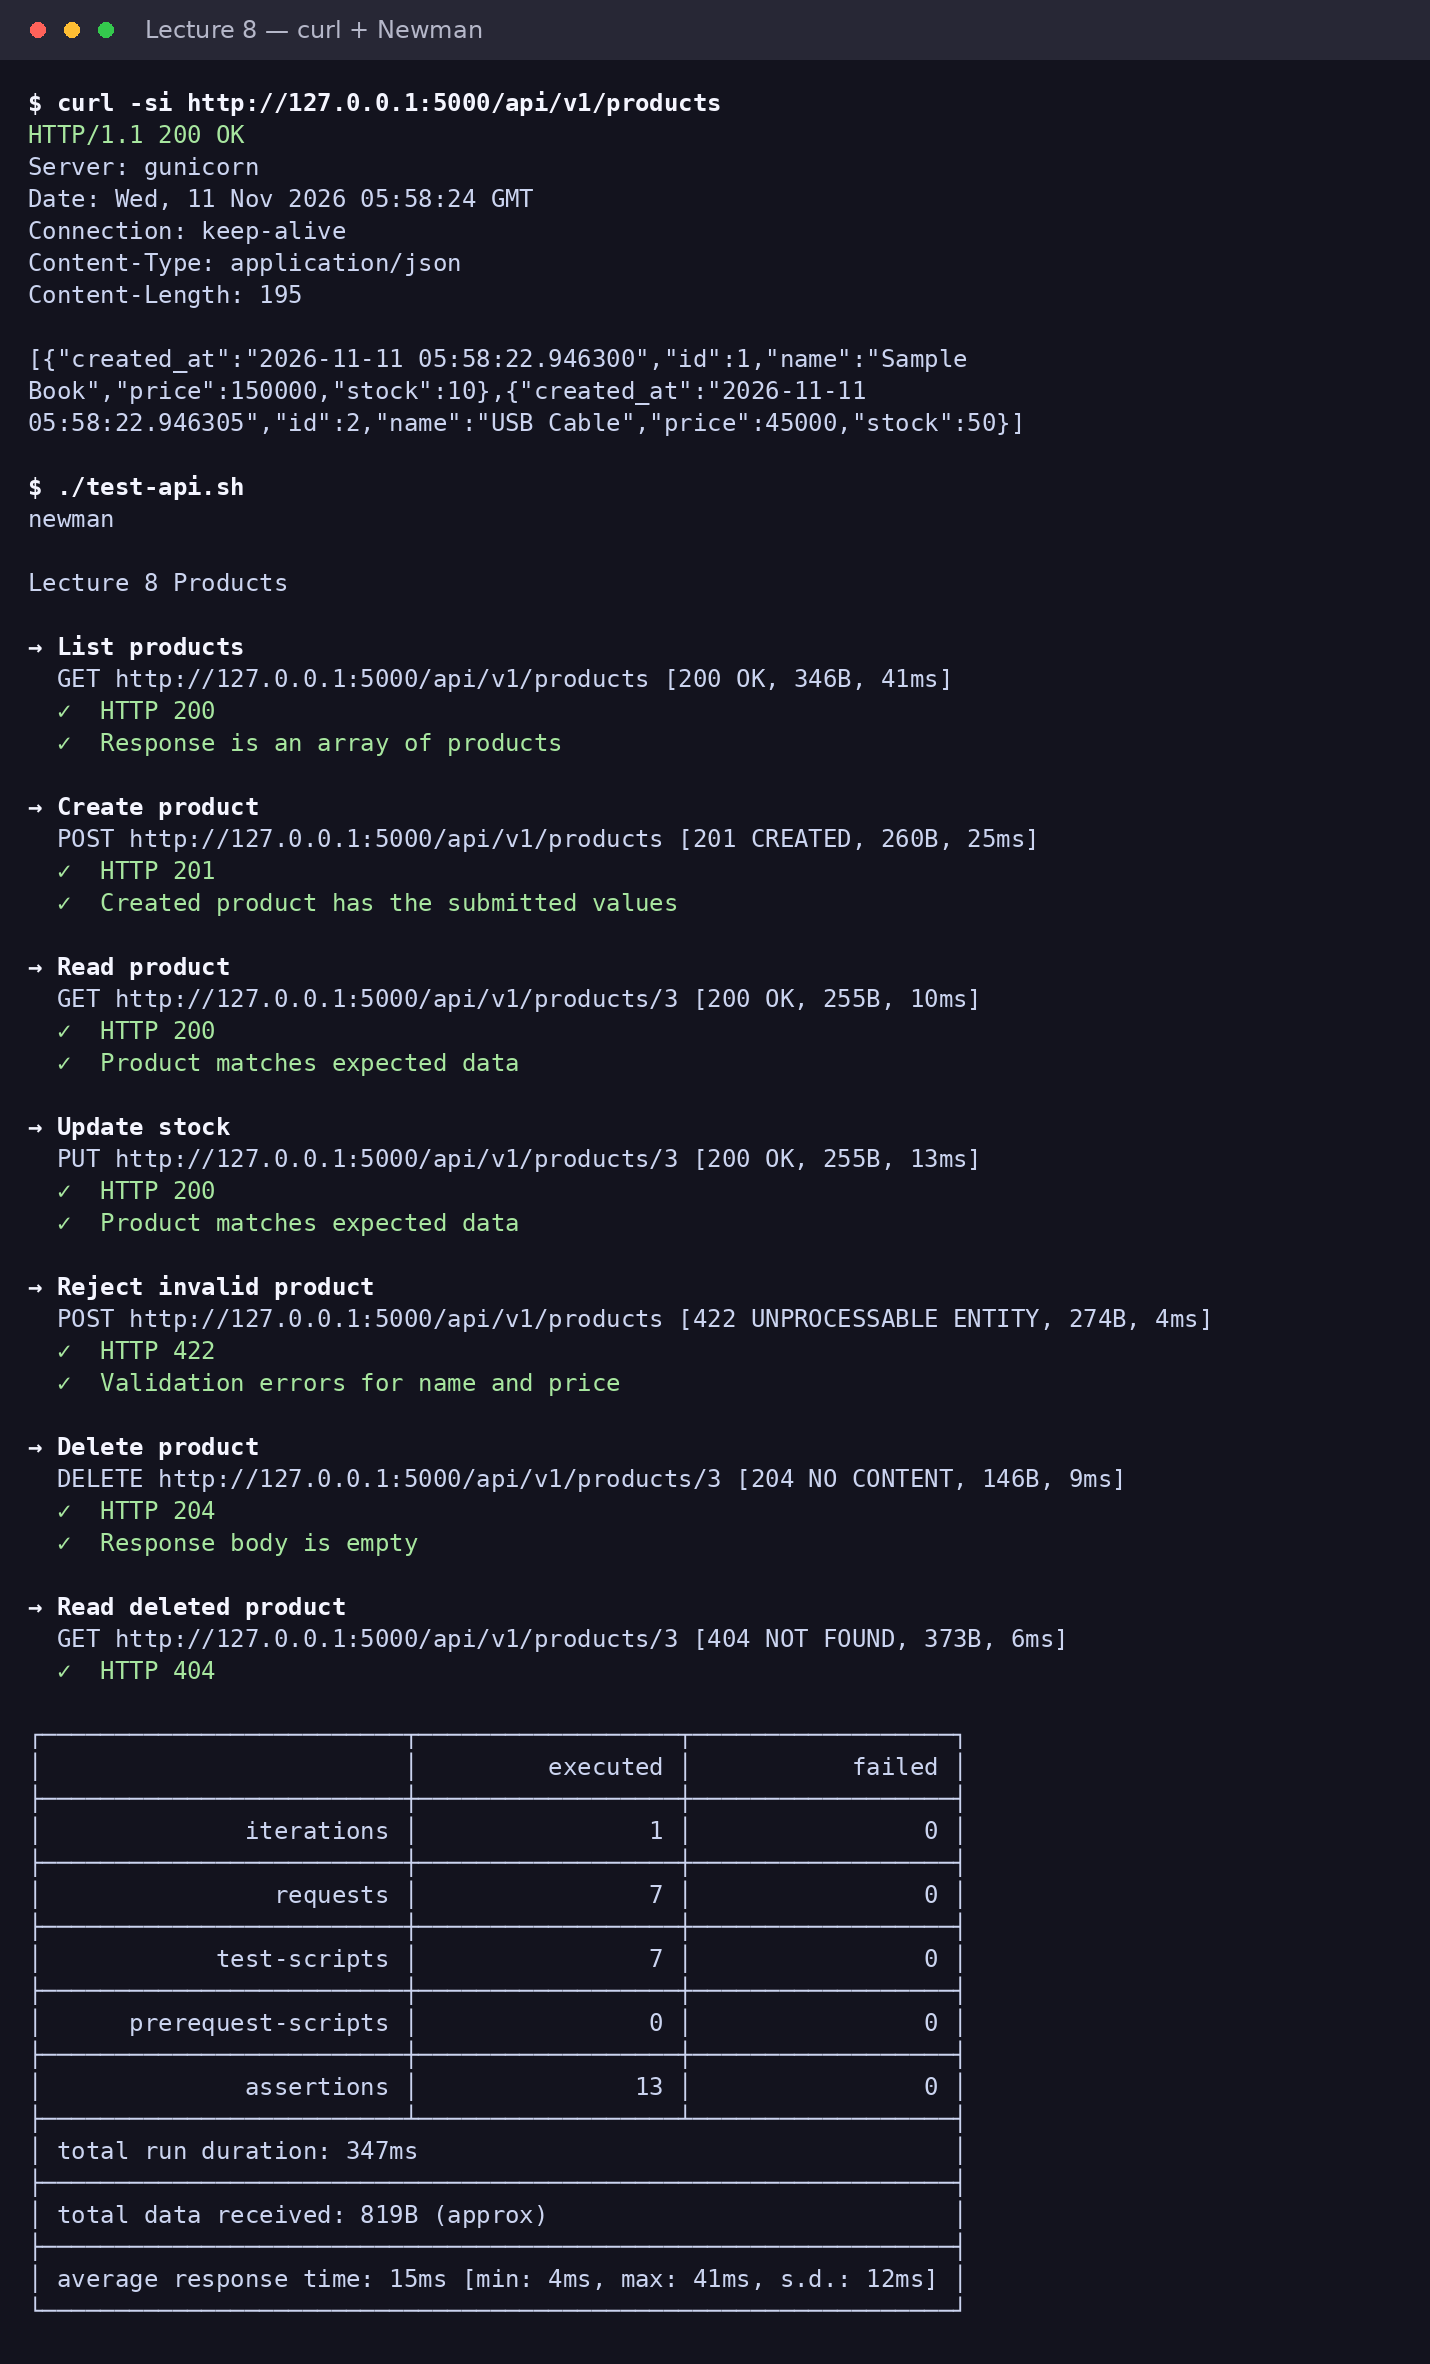 Lecture 8 — curl + Newman
$ curl -si http://127.0.0.1:5000/api/v1/products
HTTP/1.1 200 OK
Server: gunicorn
Date: Wed, 11 Nov 2026 05:58:24 GMT
Connection: keep-alive
Content-Type: application/json
Content-Length: 195
[{"created_at":"2026-11-11 05:58:22.946300","id":1,"name":"Sample
Book","price":150000,"stock":10},{"created_at":"2026-11-11
05:58:22.946305","id":2,"name":"USB Cable","price":45000,"stock":50}]
$ ./test-api.sh
newman
Lecture 8 Products
→ List products
GET http://127.0.0.1:5000/api/v1/products [200 OK, 346B, 41ms]
✓ HTTP 200
✓ Response is an array of products
→ Create product
POST http://127.0.0.1:5000/api/v1/products [201 CREATED, 260B, 25ms]
✓ HTTP 201
✓ Created product has the submitted values
→ Read product
GET http://127.0.0.1:5000/api/v1/products/3 [200 OK, 255B, 10ms]
✓ HTTP 200
✓ Product matches expected data
→ Update stock
PUT http://127.0.0.1:5000/api/v1/products/3 [200 OK, 255B, 13ms]
✓ HTTP 200
✓ Product matches expected data
→ Reject invalid product
POST http://127.0.0.1:5000/api/v1/products [422 UNPROCESSABLE ENTITY, 274B, 4ms]
✓ HTTP 422
✓ Validation errors for name and price
→ Delete product
DELETE http://127.0.0.1:5000/api/v1/products/3 [204 NO CONTENT, 146B, 9ms]
✓ HTTP 204
✓ Response body is empty
→ Read deleted product
GET http://127.0.0.1:5000/api/v1/products/3 [404 NOT FOUND, 373B, 6ms]
✓ HTTP 404
executed failed
iterations 1 0
requests 7 0
test-scripts 7 0
prerequest-scripts 0 0
assertions 13 0
total run duration: 347ms
total data received: 819B (approx)
average response time: 15ms [min: 4ms, max: 41ms, s.d.: 12ms]